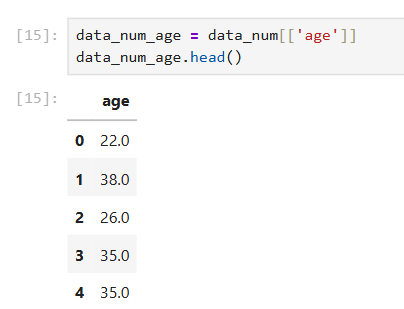 [15]: data_num_age = data_num[['age']]
data_num_age.head()
[15]: age
0 22.0
1 38.0
2 26.0
3 35.0
4 35.0